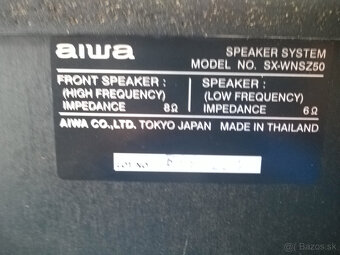 aiwa
SPEAKER SYSTEM
MODEL NO. SX-WNSZ50
FRONT SPEAKER :
(HIGH FREQUENCY)
IMPEDANCE 8Ω
SPEAKER :
(LOW FREQUENCY)
IMPEDANCE 6Ω
AIWA CO.,LTD. TOKYO JAPAN MADE IN THAILAND
Bazos.sk